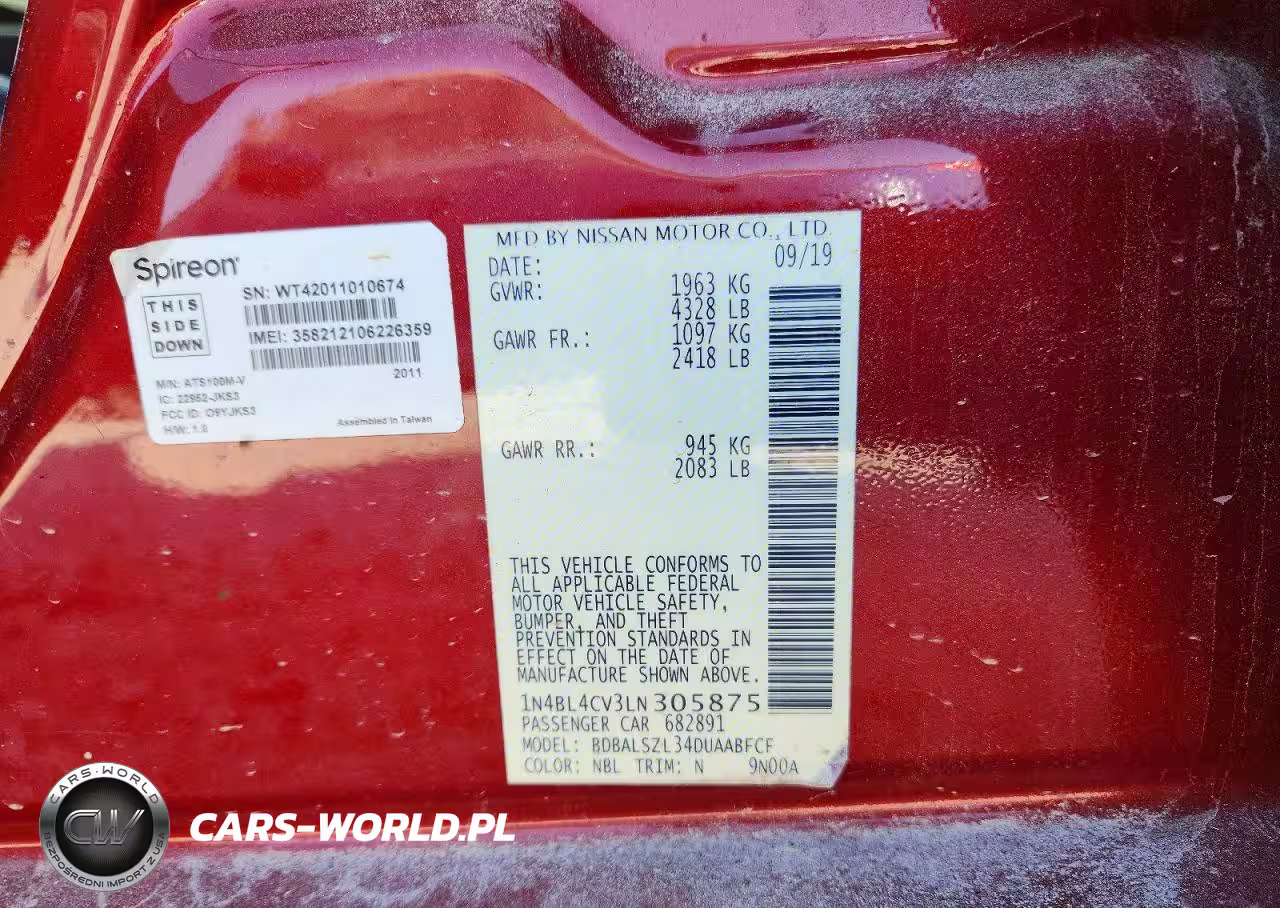 Spireon
THIS
SIDE
DOWN
SN: WT42011010674
IMEI: 358212106226359
2011
M/N: ATS100M-V
IC: 22952-JKS3
FCC ID: O9YJKS3
H/W: 1.0
Assembled in Taiwan
MFD BY NISSAN MOTOR CO., LTD.
DATE: 09/19
GVWR: 1963 KG
4328 LB
GAWR FR.: 1097 KG
2418 LB
GAWR RR.: 945 KG
2083 LB
THIS VEHICLE CONFORMS TO
ALL APPLICABLE FEDERAL
MOTOR VEHICLE SAFETY,
BUMPER, AND THEFT
PREVENTION STANDARDS IN
EFFECT ON THE DATE OF
MANUFACTURE SHOWN ABOVE.
1N4BL4CV3LN305875
PASSENGER CAR 682891
MODEL: BDBALSZL34DUAABFCF
COLOR: NBL TRIM: N 9N00A
CARS-WORLD
CW
BEZPOŚREDNI IMPORT Z USA
CARS-WORLD.PL